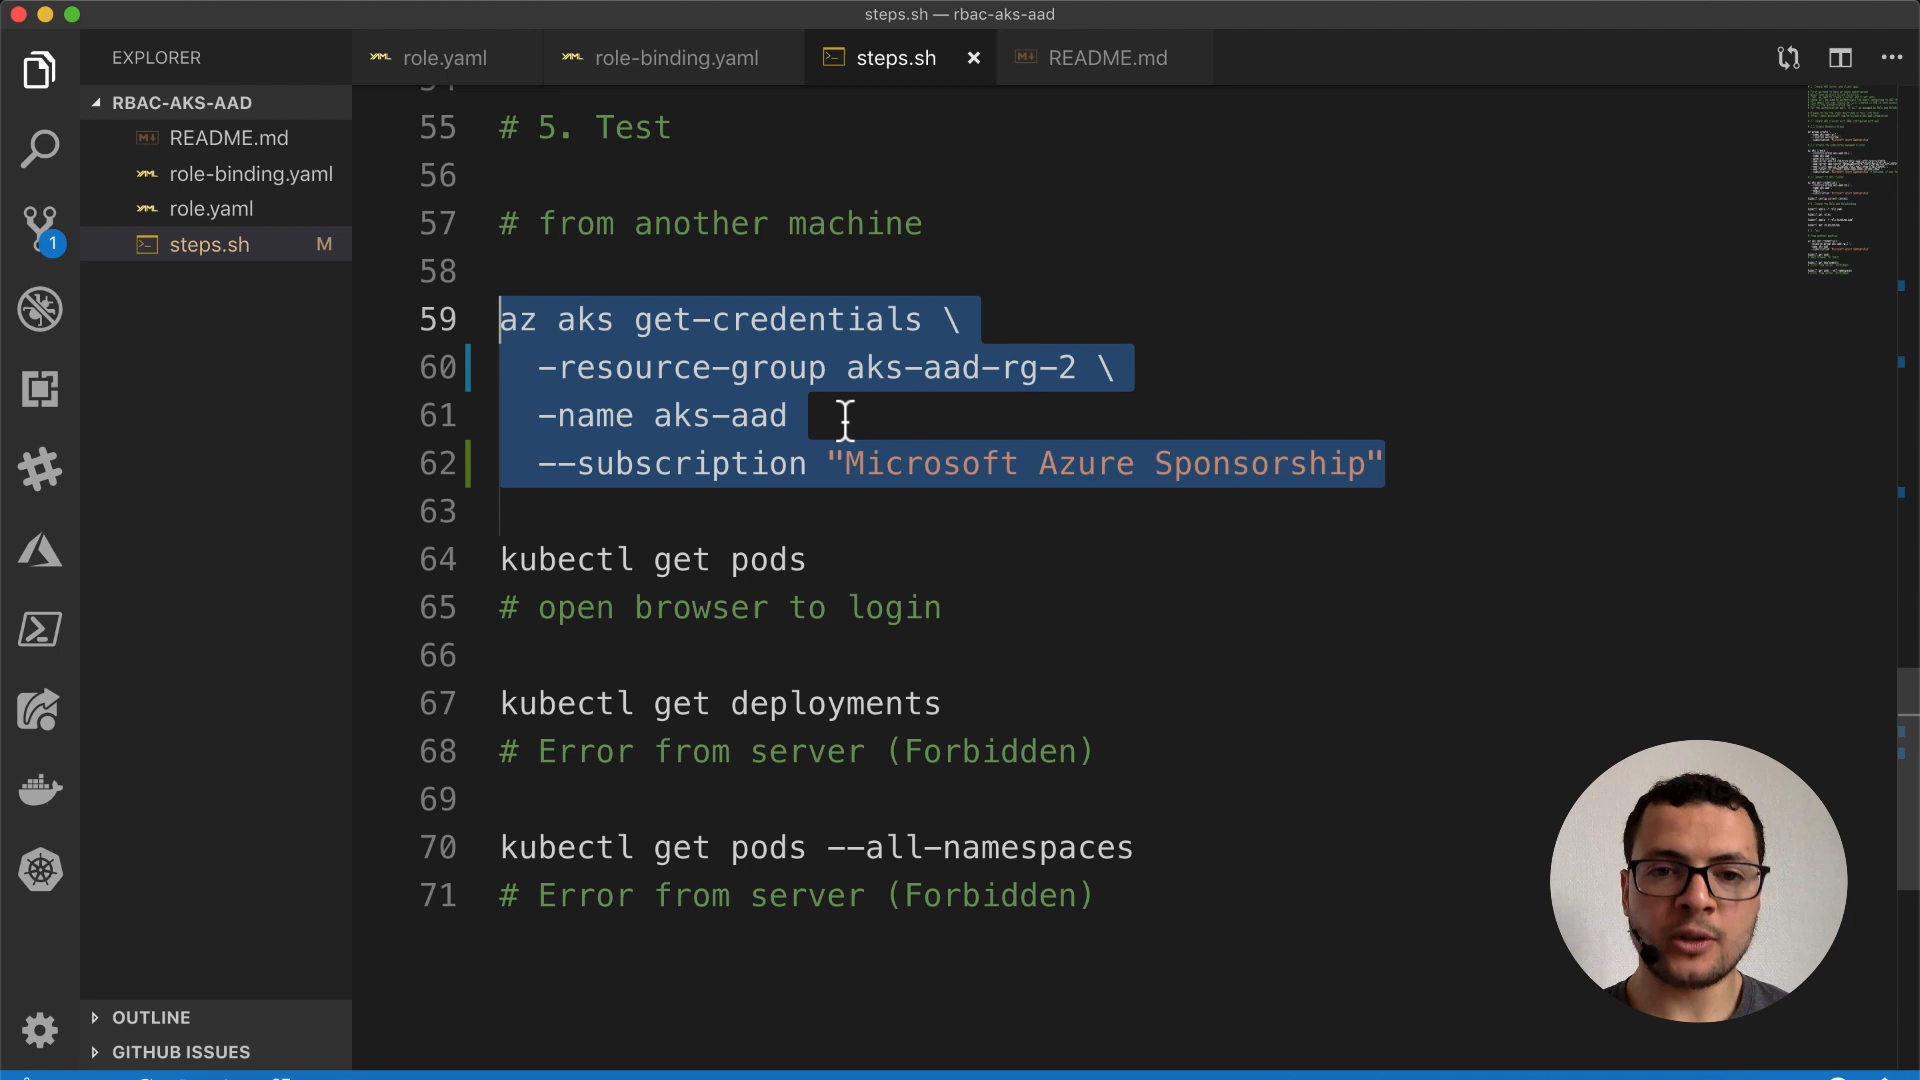 steps.sh — rbac-aks-aad
EXPLORER
role.yaml
role-binding.yaml
steps.sh
README.md
RBAC-AKS-AAD
README.md
role-binding.yaml
role.yaml
steps.sh M
1
55 # 5. Test
56
57 # from another machine
58
59 az aks get-credentials \
60 -resource-group aks-aad-rg-2 \
61 -name aks-aad
62 --subscription "Microsoft Azure Sponsorship"
63
64 kubectl get pods
65 # open browser to login
66
67 kubectl get deployments
68 # Error from server (Forbidden)
69
70 kubectl get pods --all-namespaces
71 # Error from server (Forbidden)
OUTLINE
GITHUB ISSUES